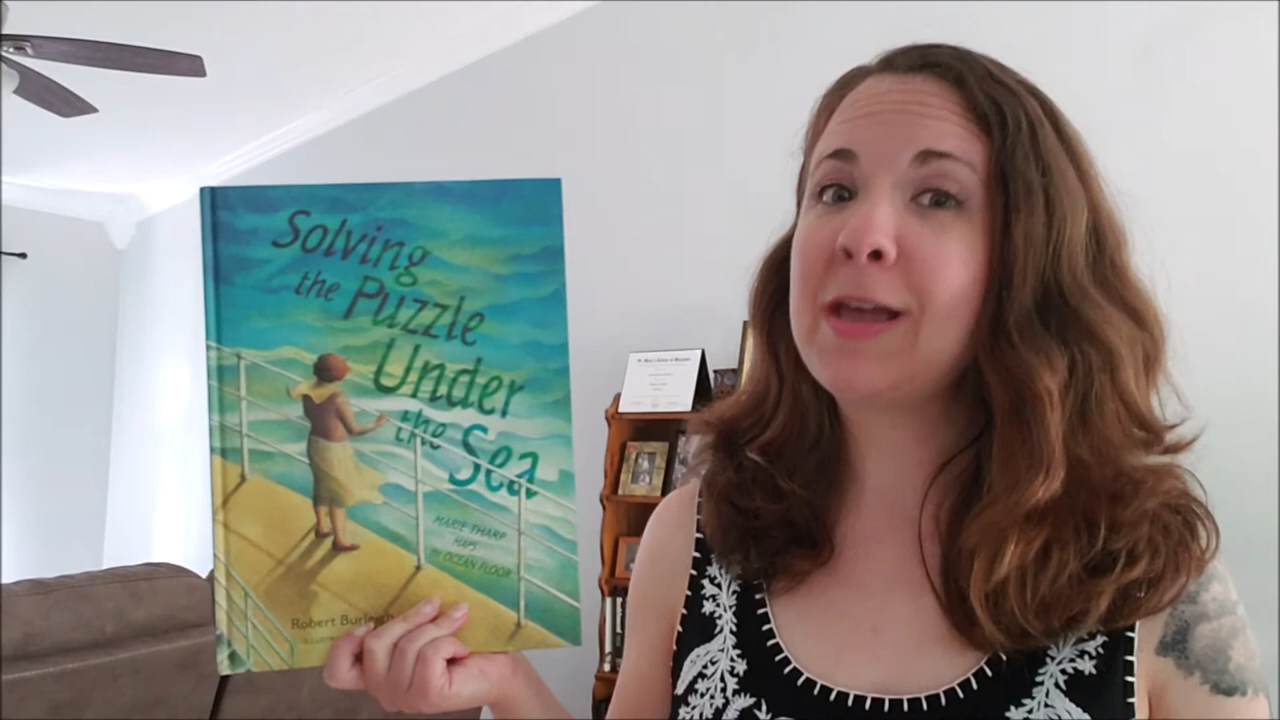 Solving
the Puzzle
Under
the Sea
MARIE THARP
MAPS
THE OCEAN FLOOR
Robert Burleigh